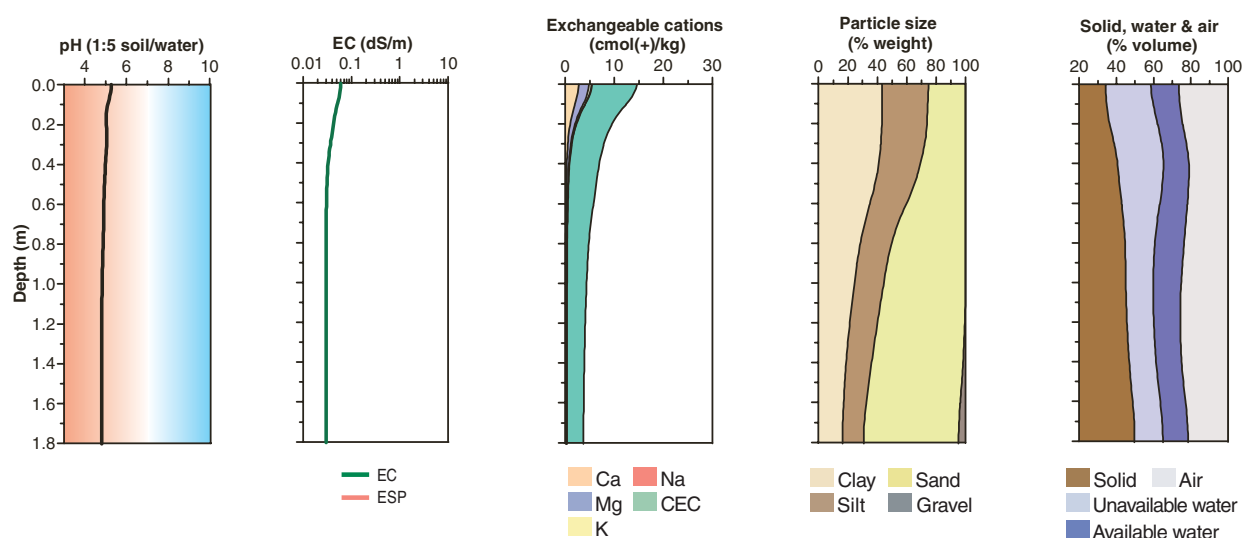 pH (1:5 soil/water)
4 6 8 10
EC (dS/m)
0.01 0.1 1 10
Exchangeable cations
(cmol(+)/kg)
0 5 10 20 30
Particle size
(% weight)
0 20 40 60 80 100
Solid, water & air
(% volume)
20 40 60 80 100
Depth (m)
0.0
0.2
0.4
0.6
0.8
1.0
1.2
1.4
1.6
1.8
EC
ESP
Ca Na
Mg CEC
K
Clay Sand
Silt Gravel
Solid Air
Unavailable water
Available water